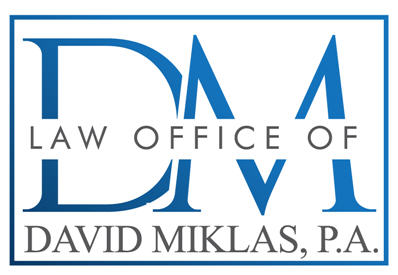 DM
LAW OFFICE OF
DAVID MIKLAS, P.A.